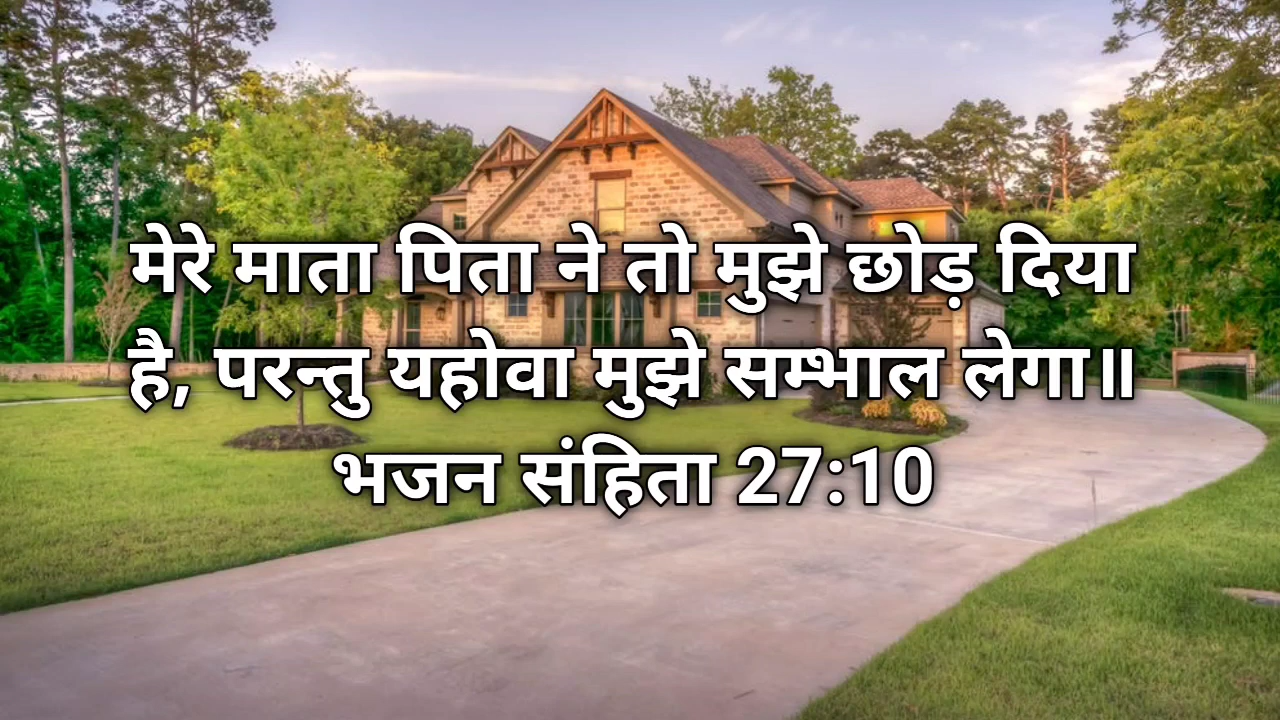 मेरे माता पिता ने तो मुझे छोड़ दिया
है, परन्तु यहोवा मुझे सम्भाल लेगा॥
भजन संहिता 27:10